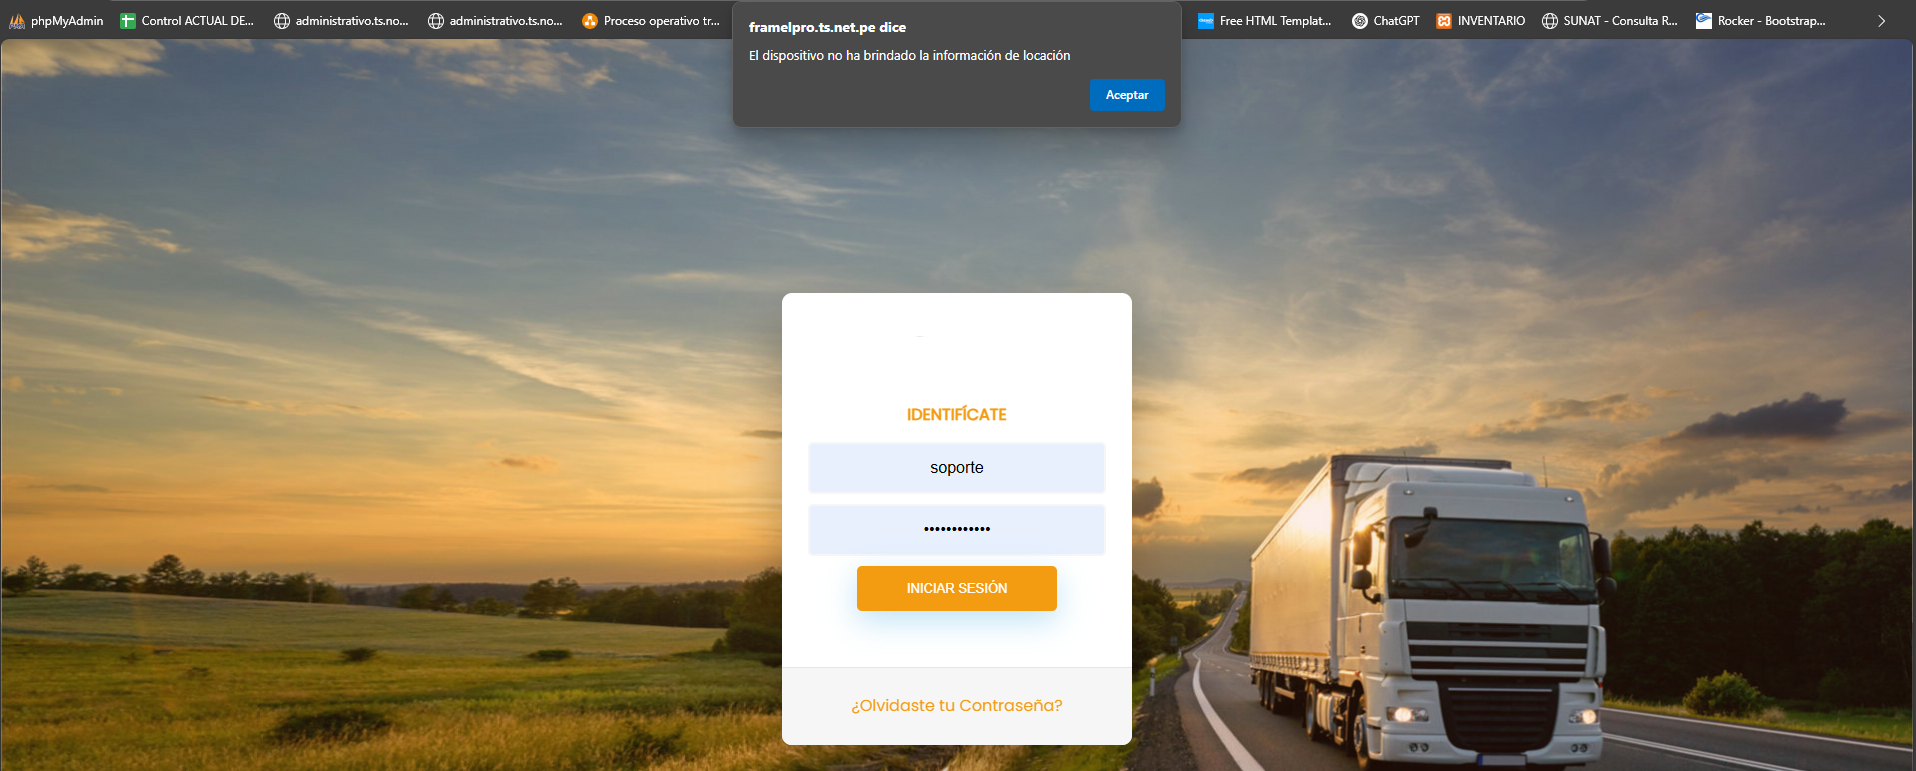 phpMyAdmin
Control ACTUAL DE...
administrativo.ts.no...
administrativo.ts.no...
Proceso operativo tr...
Free HTML Templat...
ChatGPT
INVENTARIO
SUNAT - Consulta R...
Rocker - Bootstrap...
framelpro.ts.net.pe dice
El dispositivo no ha brindado la información de locación
Aceptar
IDENTIFÍCATE
soporte
••••••••••••
INICIAR SESIÓN
¿Olvidaste tu Contraseña?